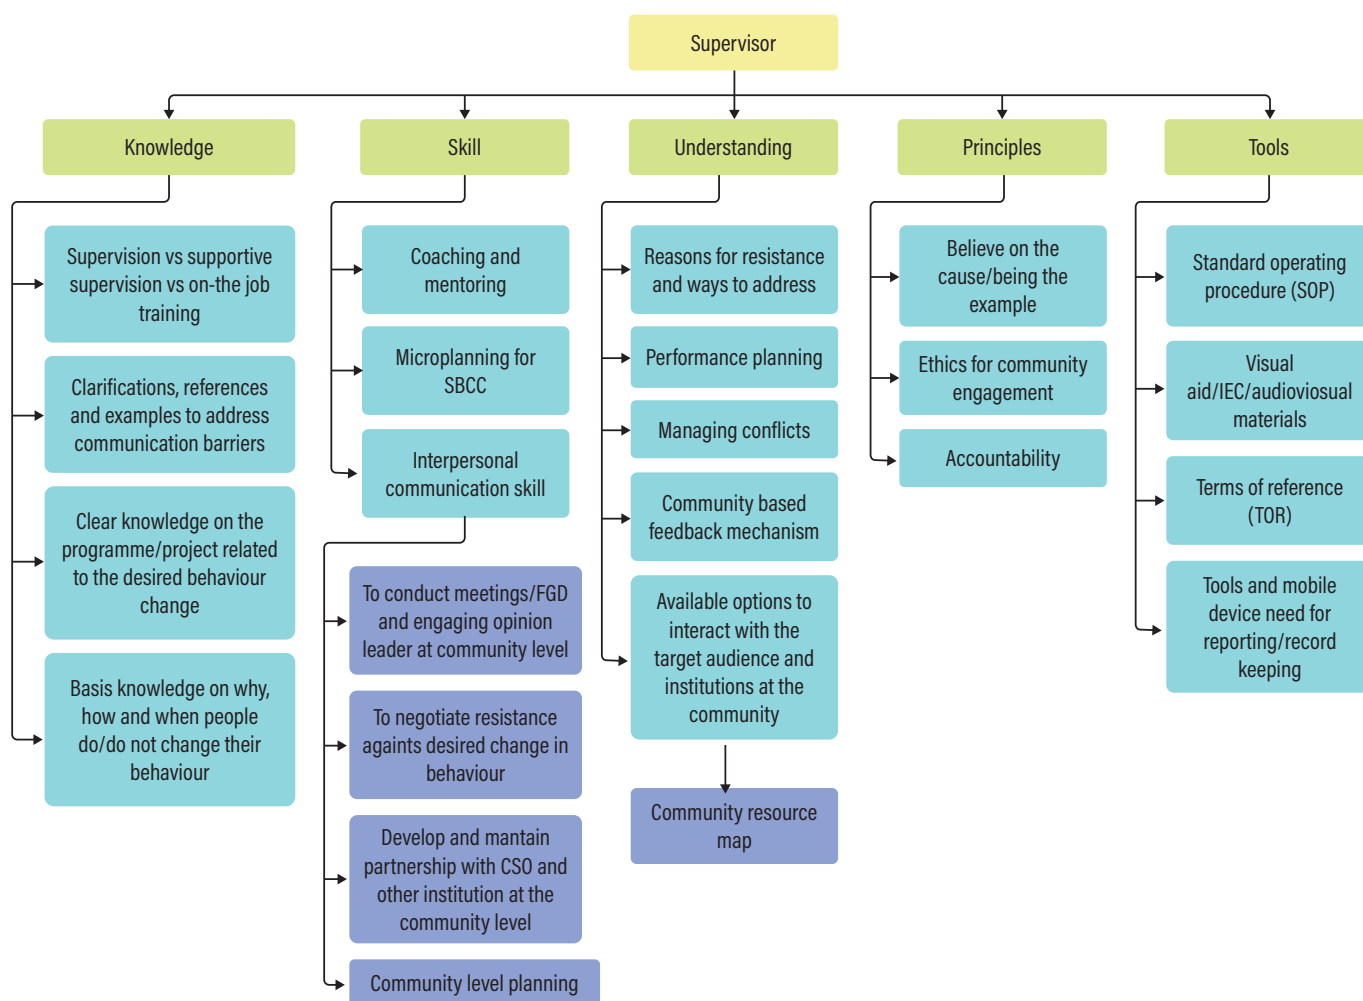 Supervisor
Knowledge
Supervision vs supportive
supervision vs on-the job
training
Clarifications, references
and examples to address
communication barriers
Clear knowledge on the
programme/project related
to the desired behaviour
change
Basis knowledge on why,
how and when people
do/do not change their
behaviour
Skill
Coaching and
mentoring
Microplanning for
SBCC
Interpersonal
communication skill
To conduct meetings/FGD
and engaging opinion
leader at community level
To negotiate resistance
againts desired change in
behaviour
Develop and mantain
partnership with CSO and
other institution at the
community level
Community level planning
Understanding
Reasons for resistance
and ways to address
Performance planning
Managing conflicts
Community based
feedback mechanism
Available options to
interact with the
target audience and
institutions at the
community
Community resource
map
Principles
Believe on the
cause/being the
example
Ethics for community
engagement
Accountability
Tools
Standard operating
procedure (SOP)
Visual
aid/IEC/audioviosual
materials
Terms of reference
(TOR)
Tools and mobile
device need for
reporting/record
keeping